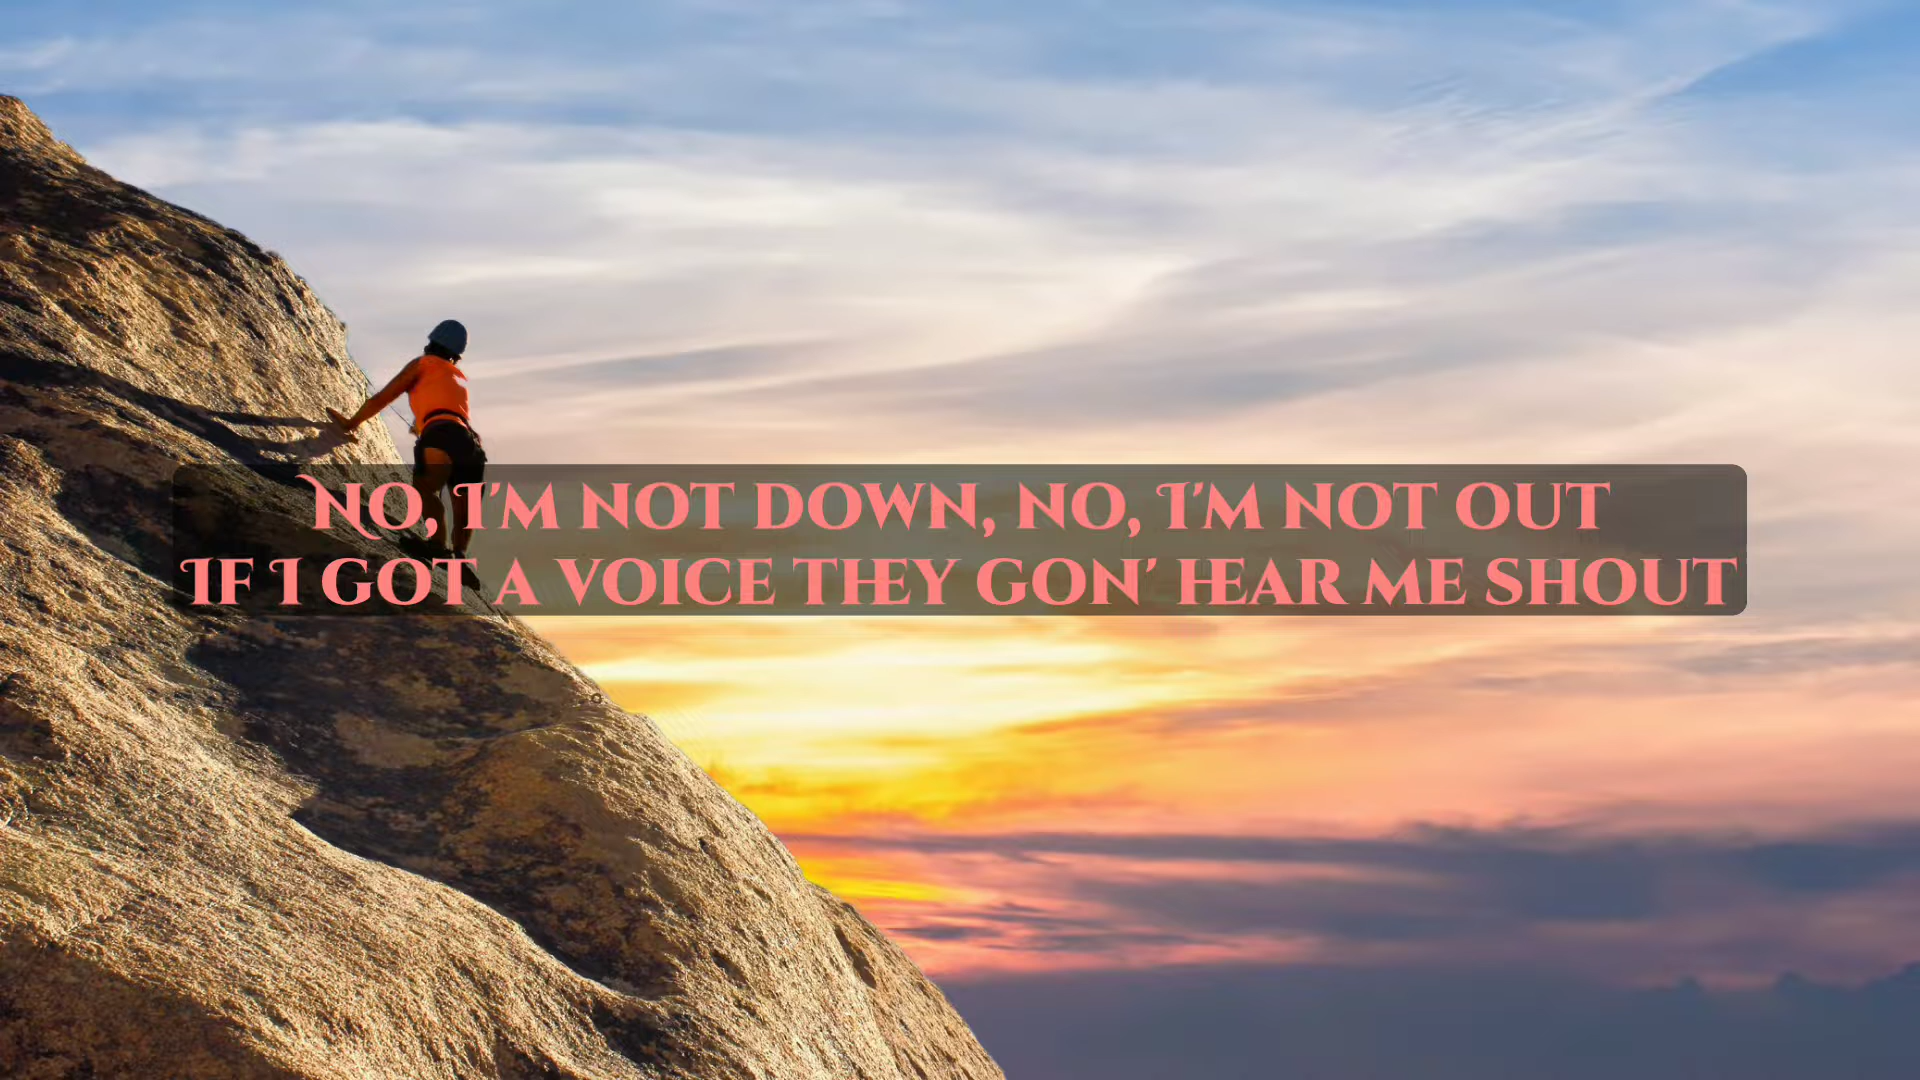 No, I'm not down, no, I'm not out
If I got a voice they gon' hear me shout